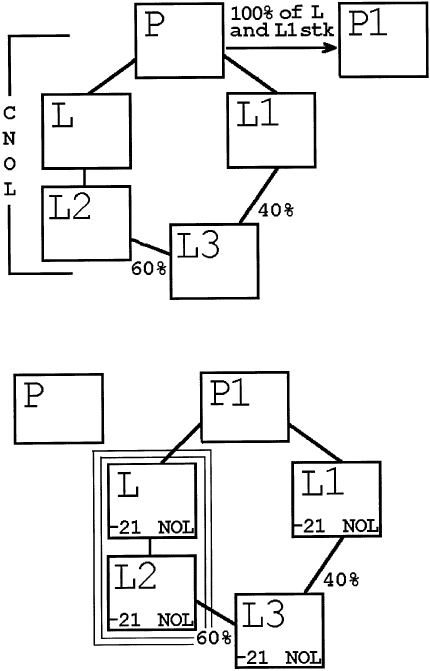 P
100% of L
and L1stk
P1
CNOL
L
L1
L2
L3
40%
60%
P
P1
L
-21 NOL
L1
-21 NOL
L2
-21 NOL
L3
-21 NOL
40%
60%